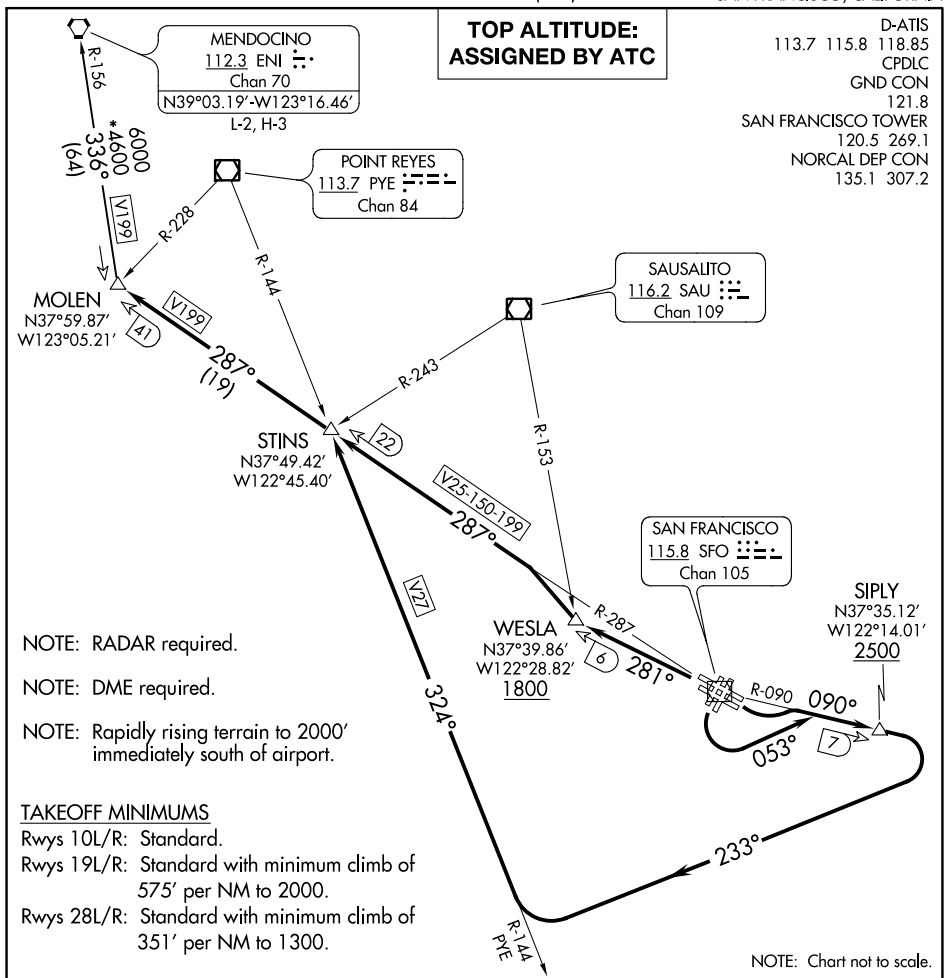 TOP ALTITUDE:
ASSIGNED BY ATC
D-ATIS
113.7 115.8 118.85
CPDLC
GND CON
121.8
SAN FRANCISCO TOWER
120.5 269.1
NORCAL DEP CON
135.1 307.2
MENDOCINO
112.3 ENI
Chan 70
N39°03.19'-W123°16.46'
L-2, H-3
R-156
6000
*4600
336°
(64)
V199
POINT REYES
113.7 PYE
Chan 84
R-228
R-144
SAUSALITO
116.2 SAU
Chan 109
R-243
R-153
MOLEN
N37°59.87'
W123°05.21'
41
V199
287°
(19)
STINS
N37°49.42'
W122°45.40'
22
V25-150-199
287°
SAN FRANCISCO
115.8 SFO
Chan 105
WESLA
N37°39.86'
W122°28.82'
1800
6
R-287
281°
SIPLY
N37°35.12'
W122°14.01'
2500
R-090
090°
7
053°
V27
324°
233°
R-144
PYE
NOTE: RADAR required.
NOTE: DME required.
NOTE: Rapidly rising terrain to 2000'
immediately south of airport.
TAKEOFF MINIMUMS
Rwys 10L/R: Standard.
Rwys 19L/R: Standard with minimum climb of
575' per NM to 2000.
Rwys 28L/R: Standard with minimum climb of
351' per NM to 1300.
NOTE: Chart not to scale.